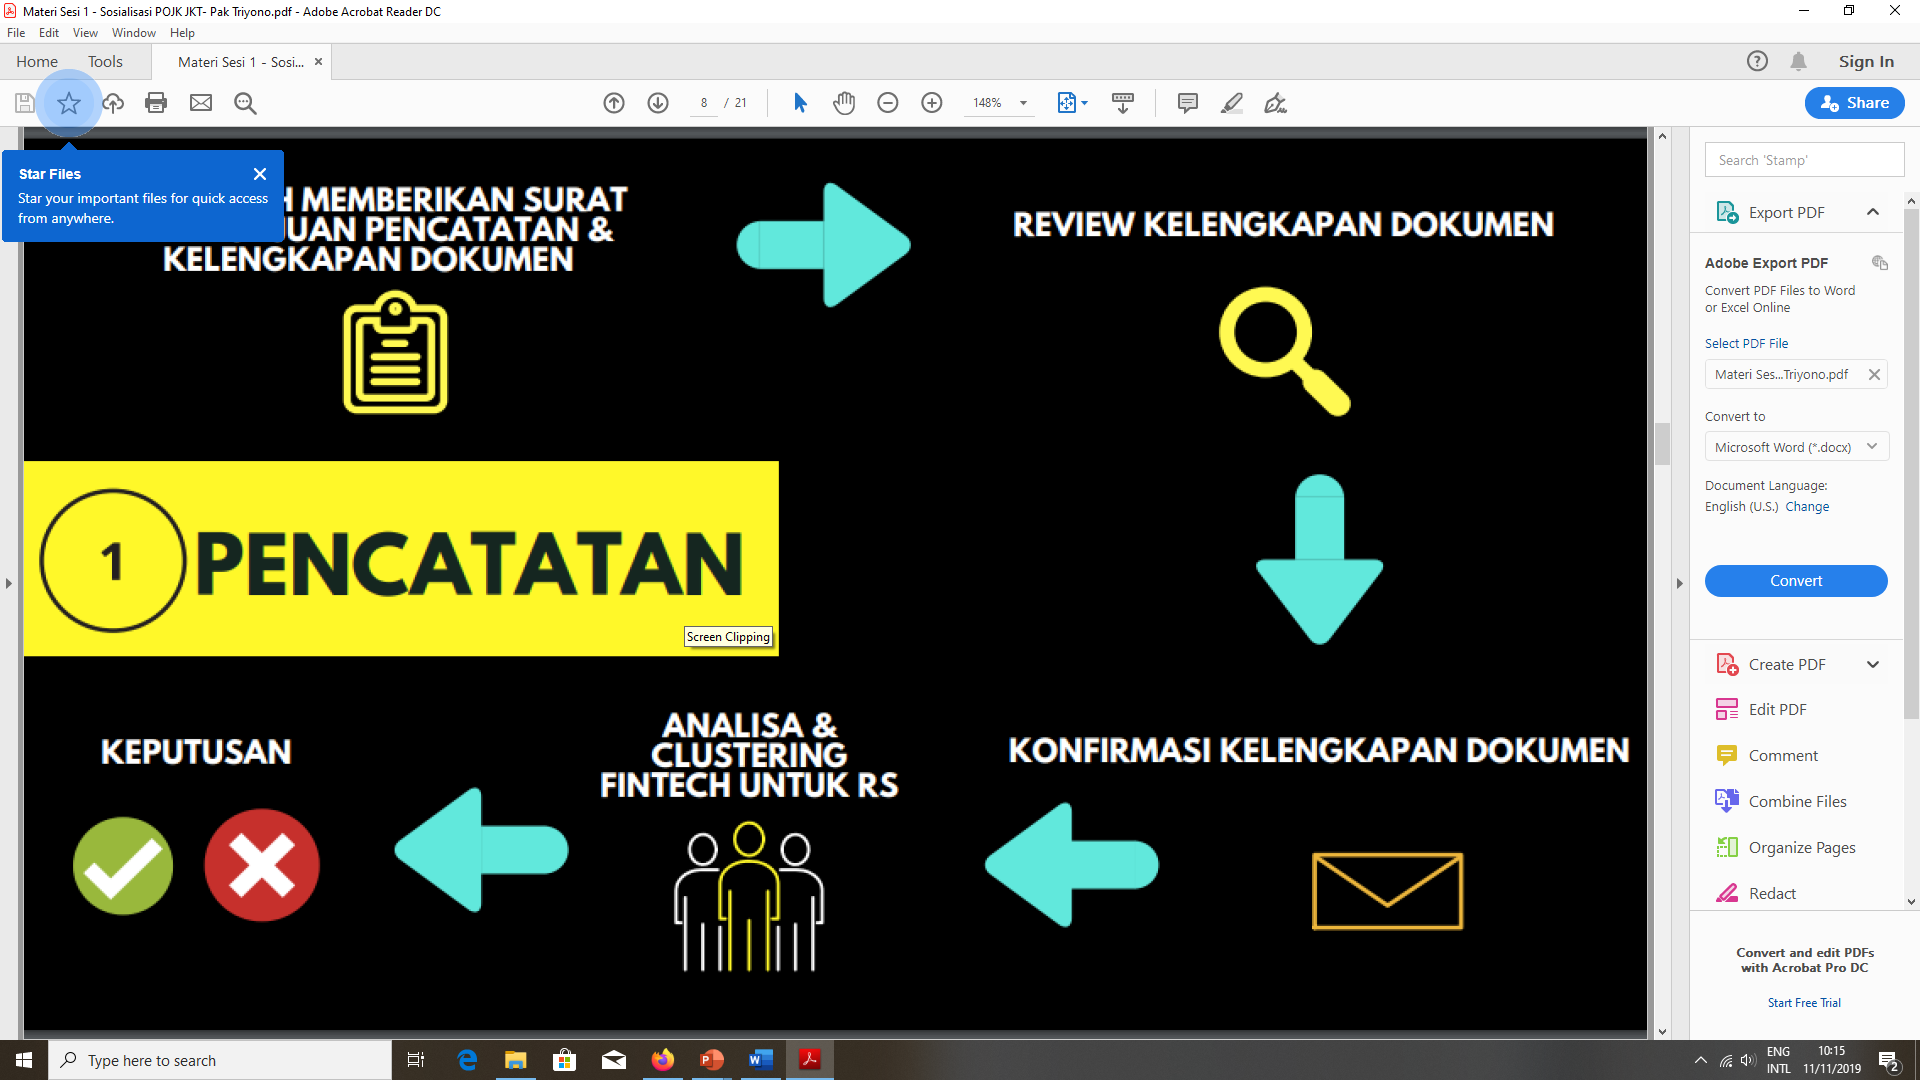 Materi Sesi 1 - Sosialisasi POJK JKT- Pak Triyono.pdf - Adobe Acrobat Reader DC
File Edit View Window Help
Home Tools Materi Sesi 1 - Sosi... ×
? Sign In
8 / 21 148% Share
Star Files
Star your important files for quick access
from anywhere.
MEMBERIKAN SURAT
PENCATATAN &
KELENGKAPAN DOKUMEN
REVIEW KELENGKAPAN DOKUMEN
1 PENCATATAN
Screen Clipping
KEPUTUSAN
ANALISA &
CLUSTERING
FINTECH UNTUK RS
KONFIRMASI KELENGKAPAN DOKUMEN
Search 'Stamp'
Export PDF
Adobe Export PDF
Convert PDF Files to Word
or Excel Online
Select PDF File
Materi Ses...Triyono.pdf
Convert to
Microsoft Word (*.docx)
Document Language:
English (U.S.) Change
Convert
Create PDF
Edit PDF
Comment
Combine Files
Organize Pages
Redact
Convert and edit PDFs
with Acrobat Pro DC
Start Free Trial
Type here to search
ENG
INTL
10:15
11/11/2019
2